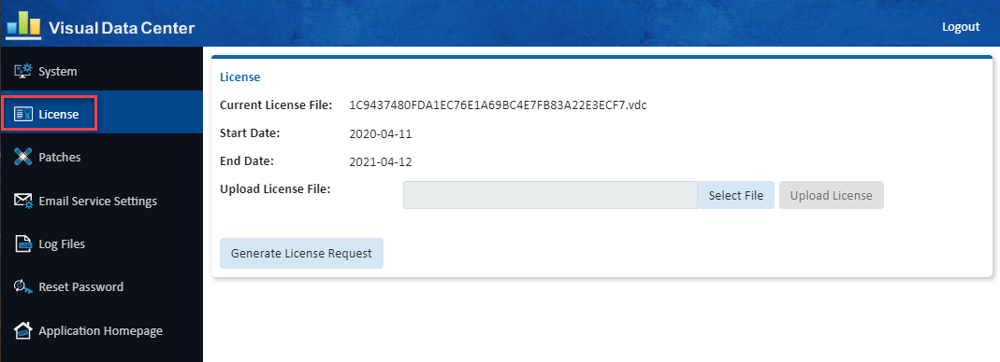 Visual Data Center
Logout
System
License
Patches
Email Service Settings
Log Files
Reset Password
Application Homepage
License
Current License File: 1C9437480FDA1EC76E1A69BC4E7FB83A22E3ECF7.vdc
Start Date: 2020-04-11
End Date: 2021-04-12
Upload License File: Select File Upload License
Generate License Request